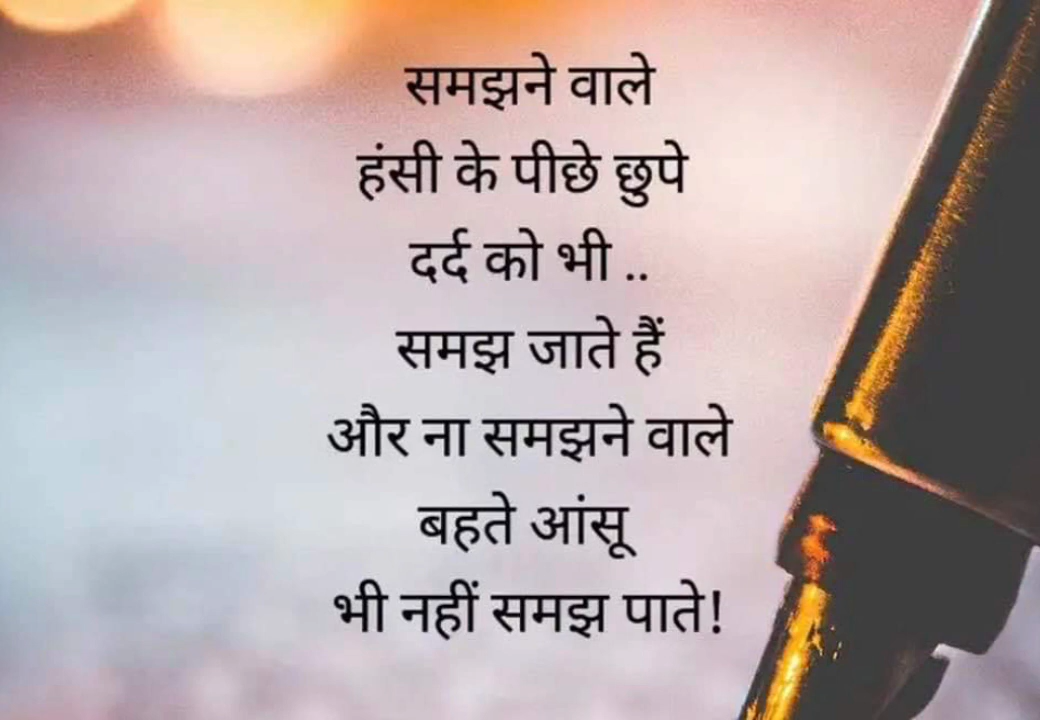 समझने वाले
हंसी के पीछे छुपे
दर्द को भी ..
समझ जाते हैं
और ना समझने वाले
बहते आंसू
भी नहीं समझ पाते!